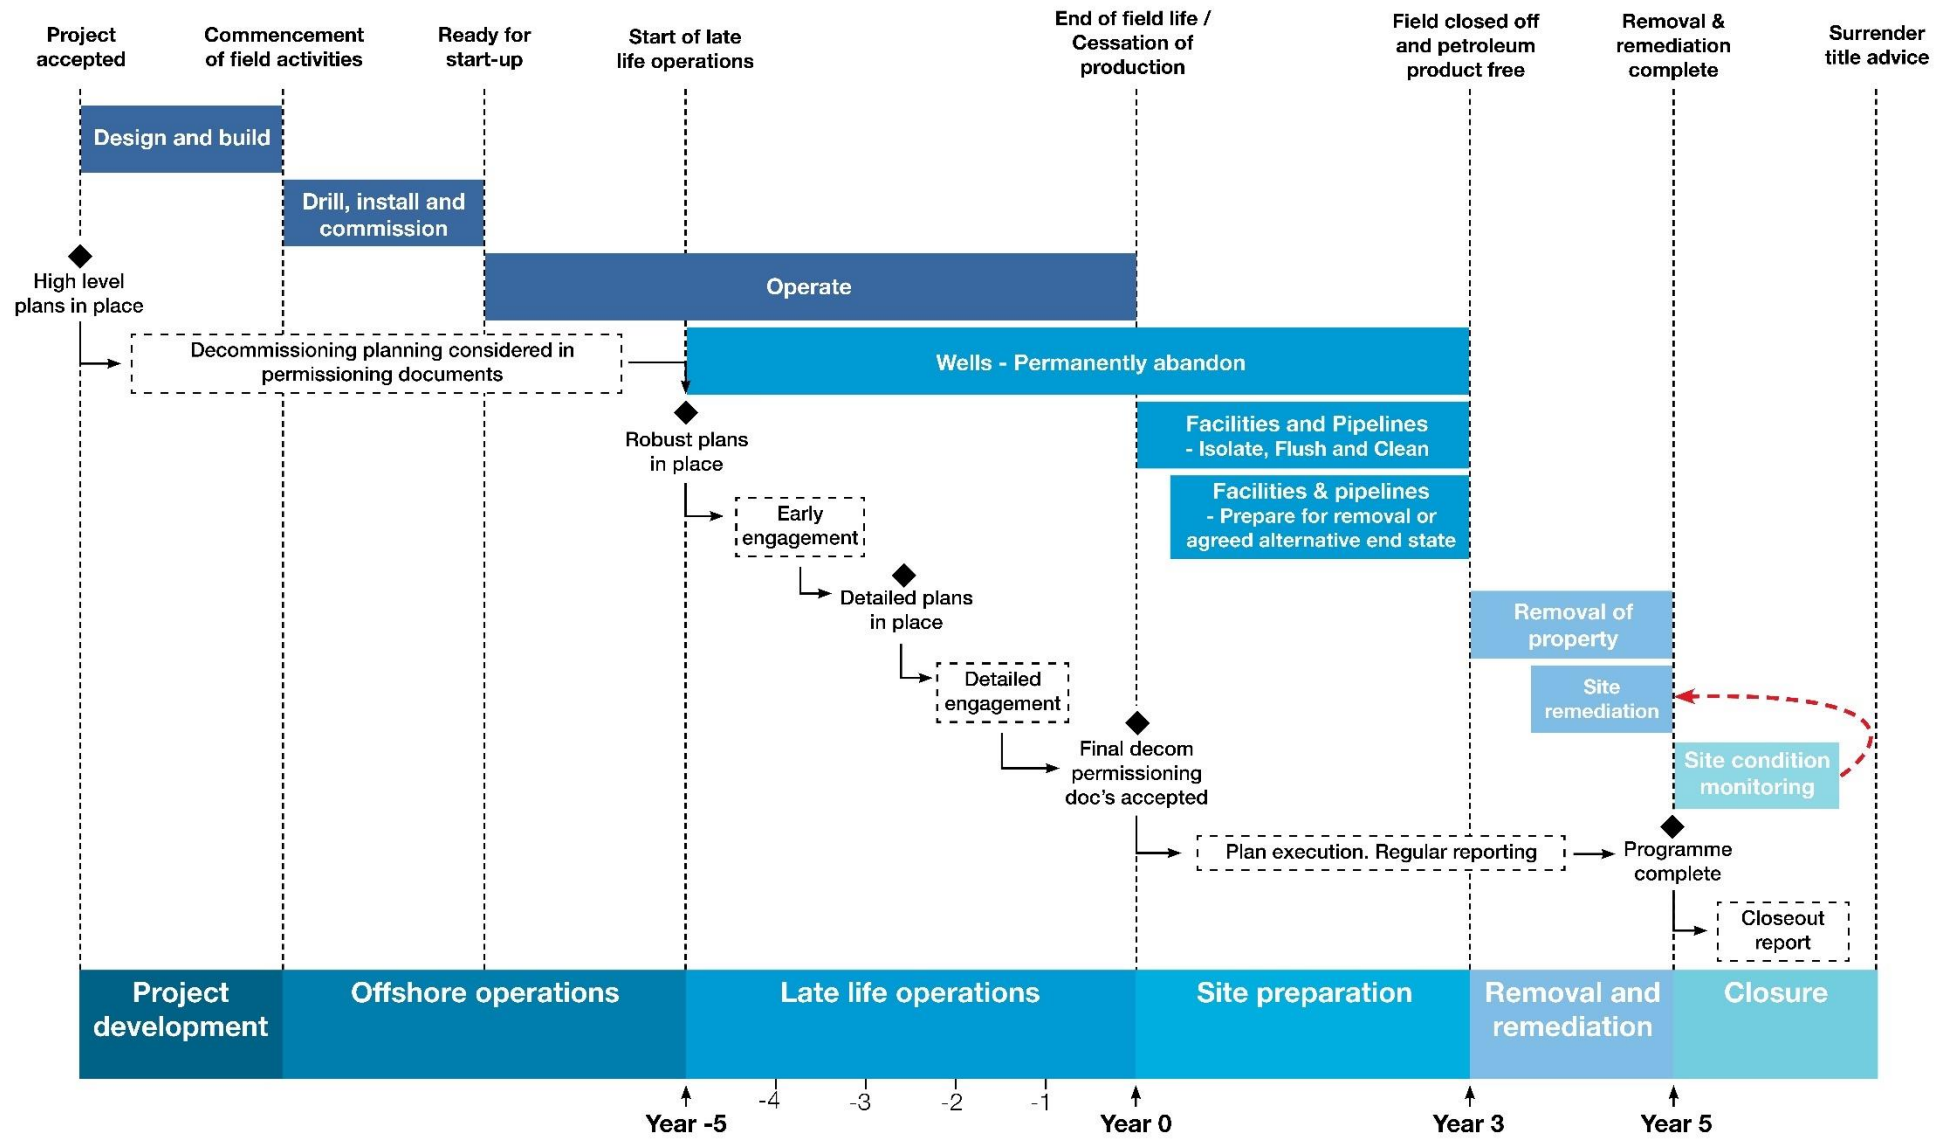 Project
accepted
Commencement
of field activities
Ready for
start-up
Start of late
life operations
End of field life /
Cessation of
production
Field closed off
and petroleum
product free
Removal &
remediation
complete
Surrender
title advice
Design and build
Drill, install and
commission
High level
plans in place
Operate
Decommissioning planning considered in
permissioning documents
Wells - Permanently abandon
Robust plans
in place
Facilities and Pipelines
- Isolate, Flush and Clean
Facilities & pipelines
- Prepare for removal or
agreed alternative end state
Early
engagement
Detailed plans
in place
Removal of
property
Detailed
engagement
Site
remediation
Final decom
permissioning
doc's accepted
Site condition
monitoring
Plan execution. Regular reporting
Programme
complete
Closeout
report
Project
development
Offshore operations
Late life operations
Site preparation
Removal and
remediation
Closure
-4
-3
-2
-1
Year -5
Year 0
Year 3
Year 5